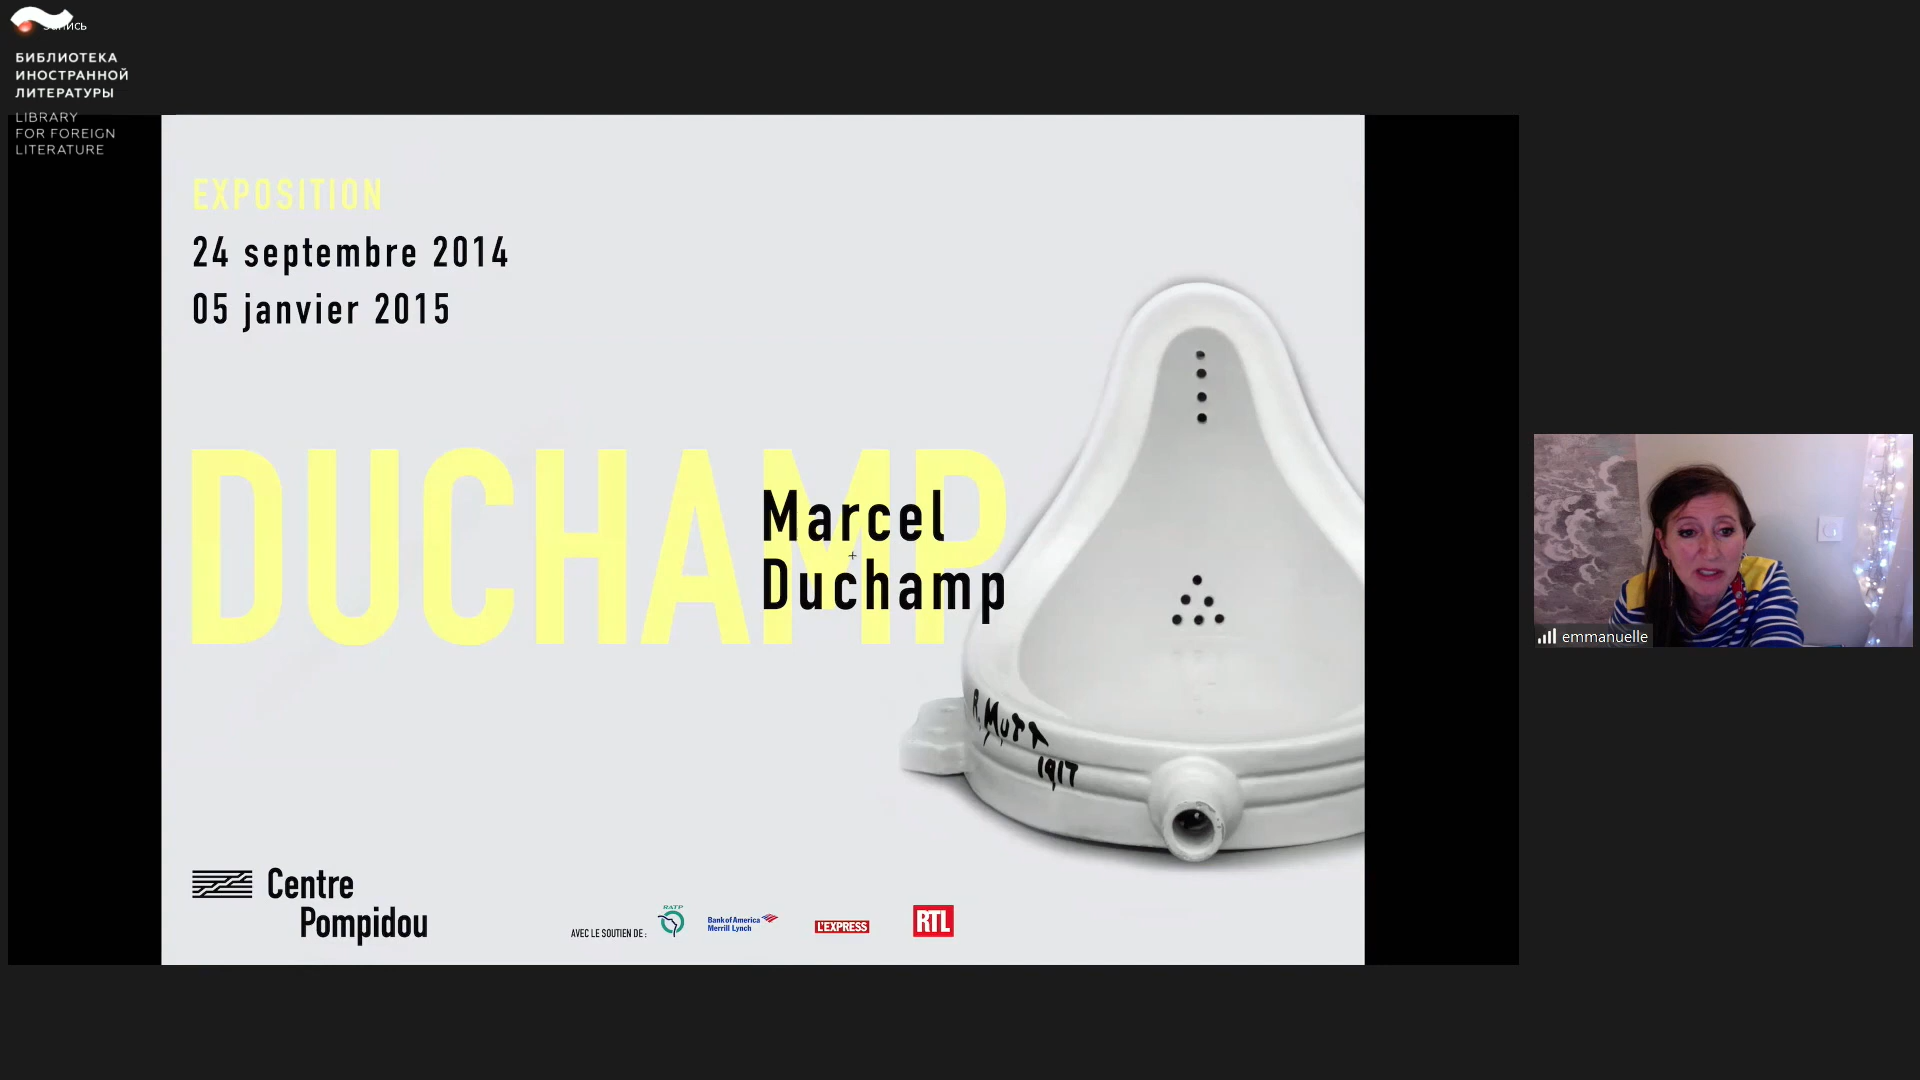 запись
БИБЛИОТЕКА
ИНОСТРАННОЙ
ЛИТЕРАТУРЫ
LIBRARY
FOR FOREIGN
LITERATURE
EXPOSITION
24 septembre 2014
05 janvier 2015
DUCHAMP
Marcel
Duchamp
R. MUTT
1917
Centre
Pompidou
AVEC LE SOUTIEN DE :
RATP
Bank of America
Merrill Lynch
L'EXPRESS
RTL
emmanuelle